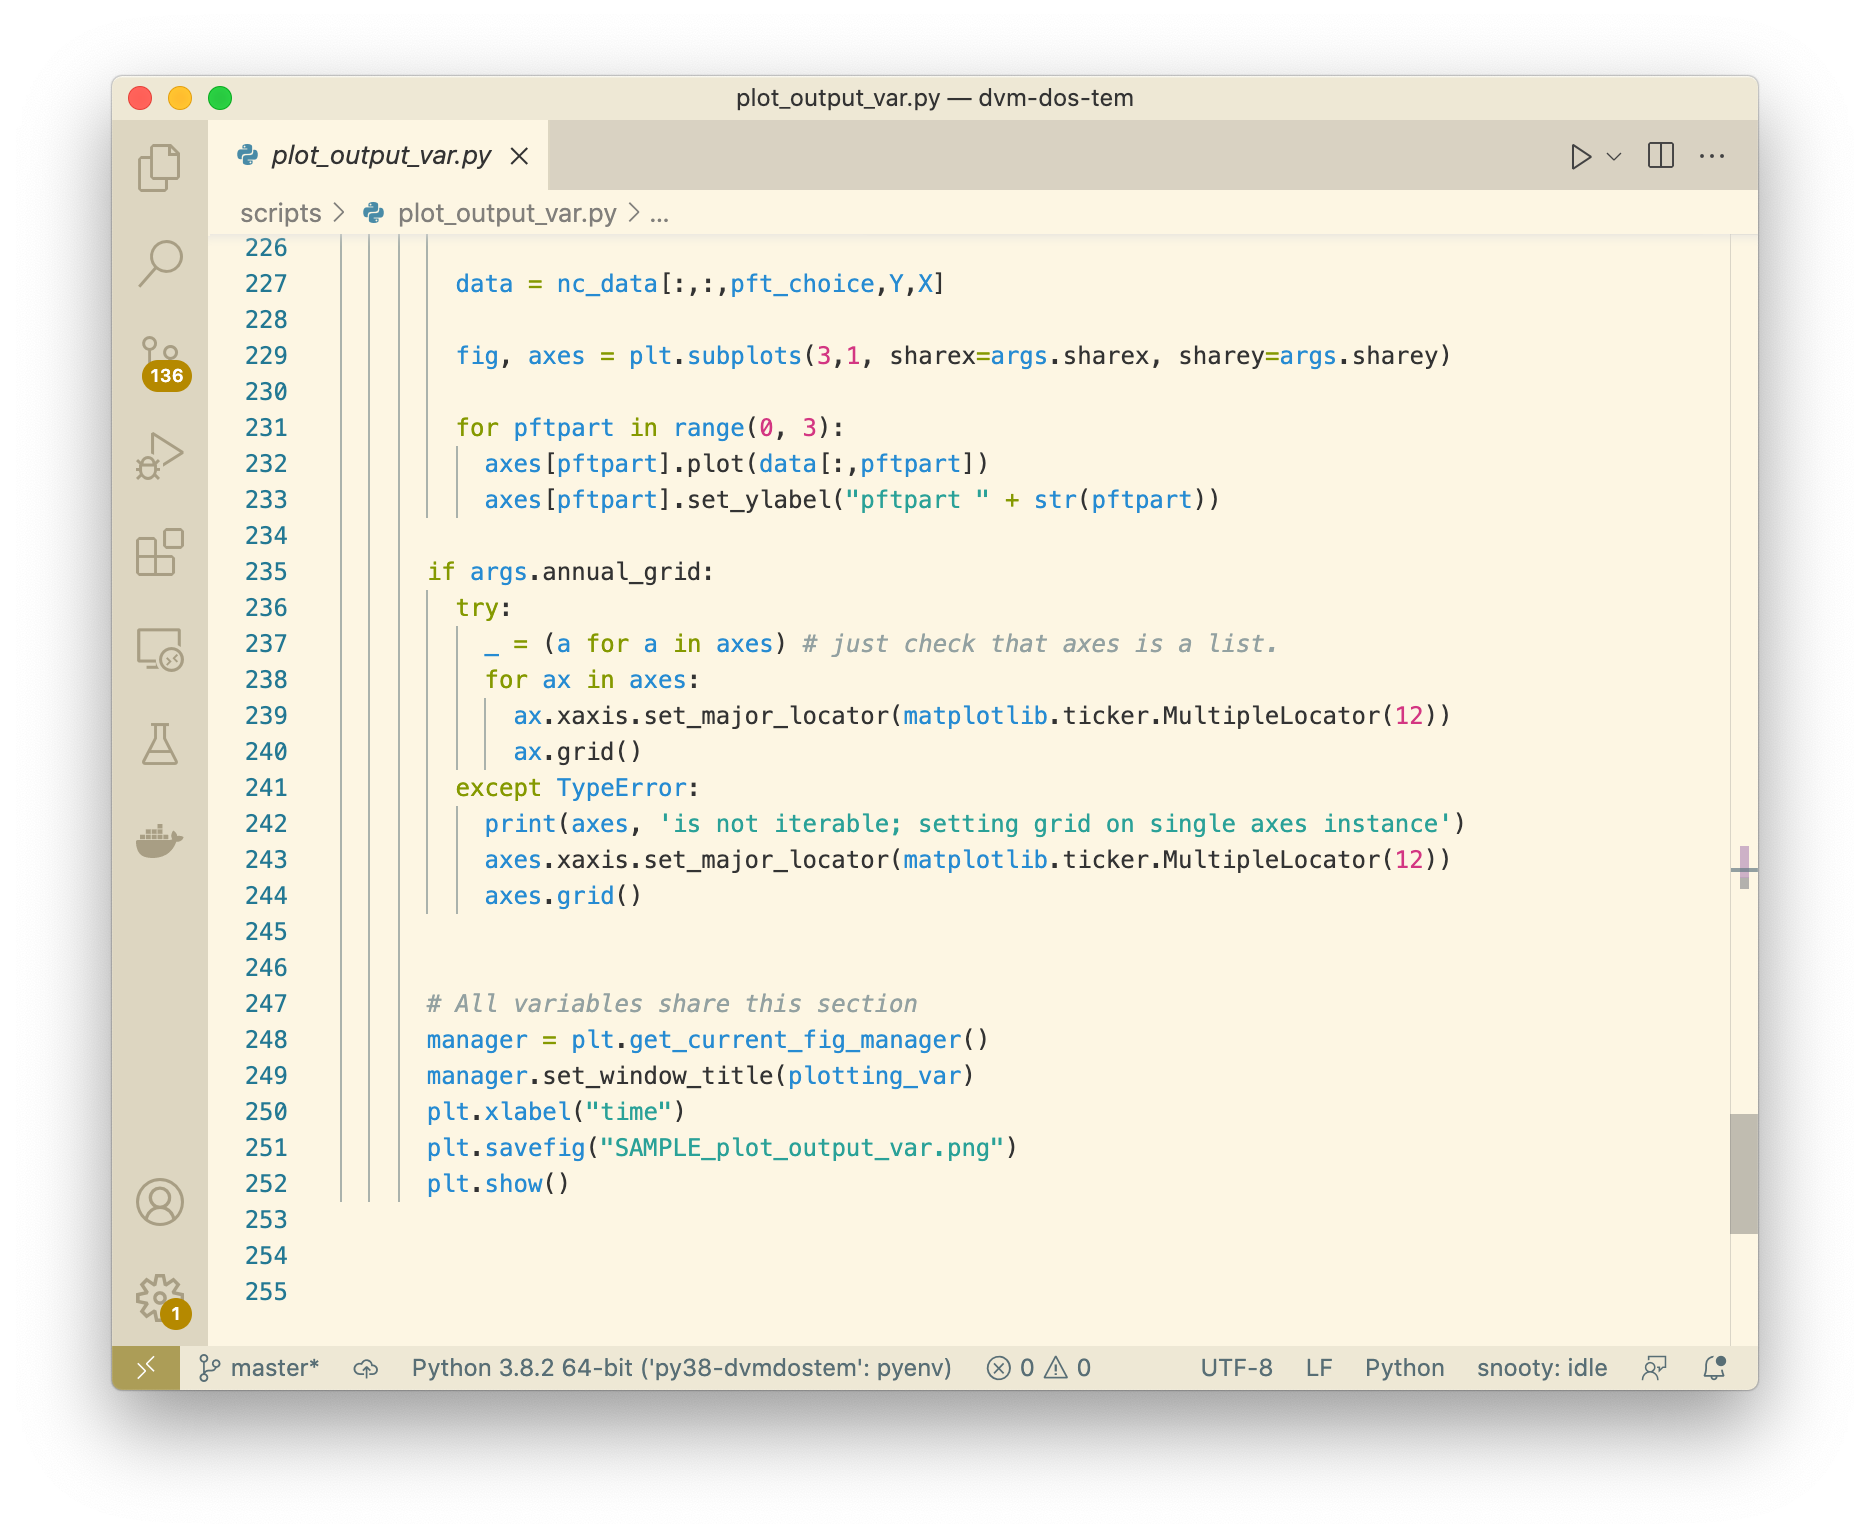 plot_output_var.py — dvm-dos-tem
plot_output_var.py
scripts > plot_output_var.py > ...
226
227 data = nc_data[:,:,pft_choice,Y,X]
228
229 fig, axes = plt.subplots(3,1, sharex=args.sharex, sharey=args.sharey)
230
231 for pftpart in range(0, 3):
232 axes[pftpart].plot(data[:,pftpart])
233 axes[pftpart].set_ylabel("pftpart " + str(pftpart))
234
235 if args.annual_grid:
236 try:
237 _ = (a for a in axes) # just check that axes is a list.
238 for ax in axes:
239 ax.xaxis.set_major_locator(matplotlib.ticker.MultipleLocator(12))
240 ax.grid()
241 except TypeError:
242 print(axes, 'is not iterable; setting grid on single axes instance')
243 axes.xaxis.set_major_locator(matplotlib.ticker.MultipleLocator(12))
244 axes.grid()
245
246
247 # All variables share this section
248 manager = plt.get_current_fig_manager()
249 manager.set_window_title(plotting_var)
250 plt.xlabel("time")
251 plt.savefig("SAMPLE_plot_output_var.png")
252 plt.show()
253
254
255
136
1
master* Python 3.8.2 64-bit ('py38-dvmdostem': pyenv) 0 0 UTF-8 LF Python snooty: idle